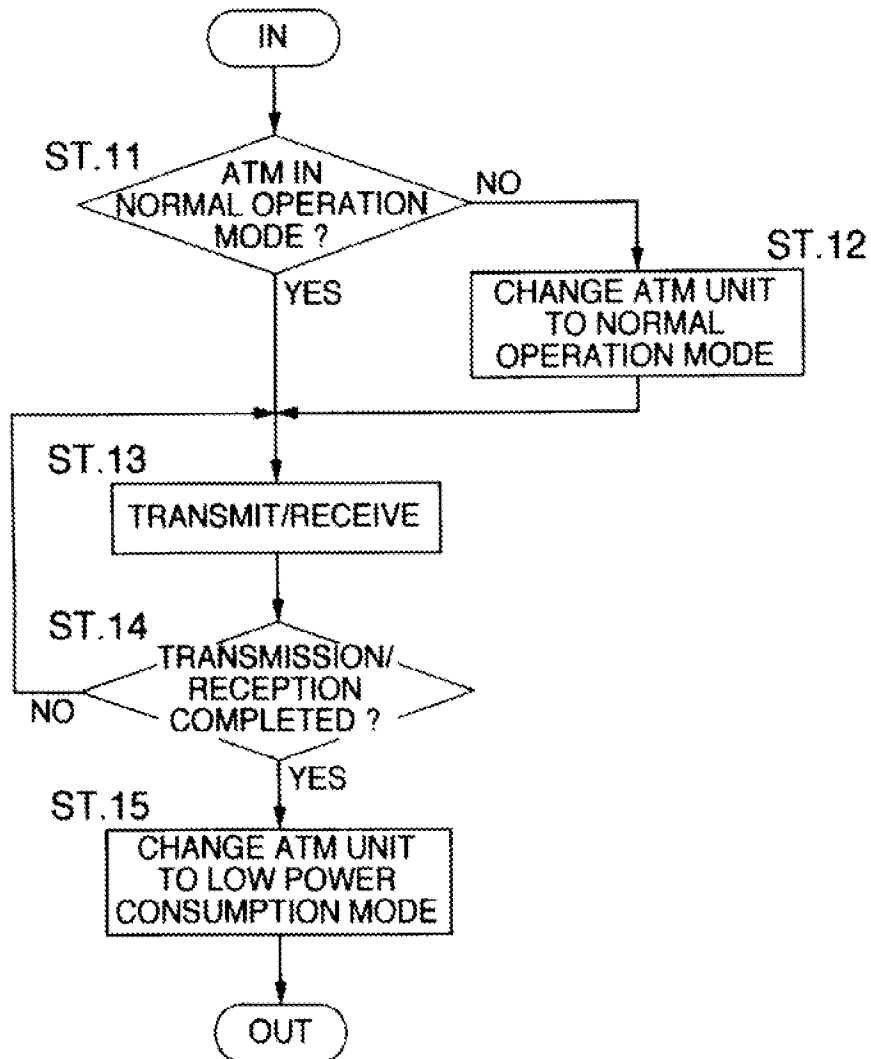 IN
ST.11
ATM IN
NORMAL OPERATION
MODE ?
NO
YES
ST.12
CHANGE ATM UNIT
TO NORMAL
OPERATION MODE
ST.13
TRANSMIT/RECEIVE
ST.14
TRANSMISSION/
RECEPTION
COMPLETED ?
NO
YES
ST.15
CHANGE ATM UNIT
TO LOW POWER
CONSUMPTION MODE
OUT